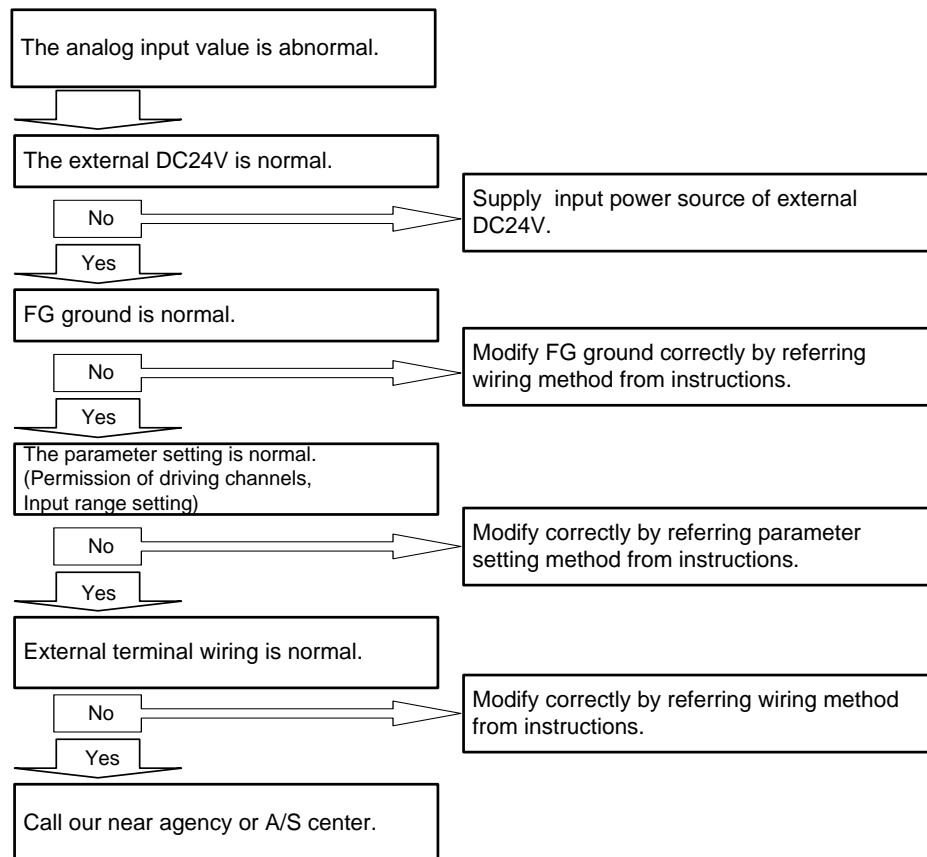 The analog input value is abnormal.
The external DC24V is normal.
No
Supply input power source of external
DC24V.
Yes
FG ground is normal.
No
Modify FG ground correctly by referring
wiring method from instructions.
Yes
The parameter setting is normal.
(Permission of driving channels,
Input range setting)
No
Modify correctly by referring parameter
setting method from instructions.
Yes
External terminal wiring is normal.
No
Modify correctly by referring wiring method
from instructions.
Yes
Call our near agency or A/S center.